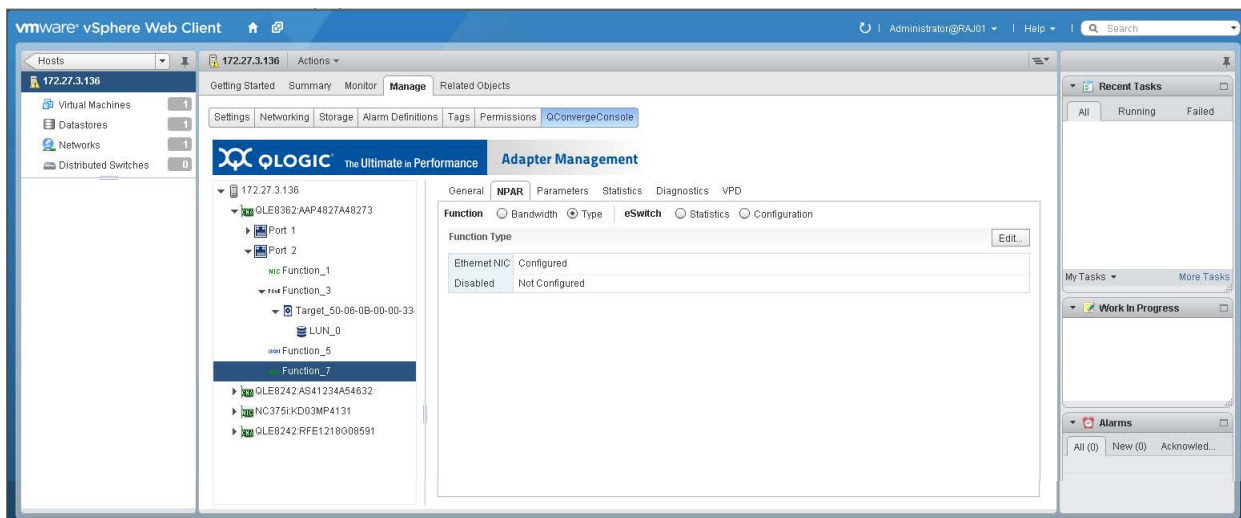 vmware vSphere Web Client
Administrator@RAJ01 | Help
Search
Hosts
172.27.3.136
Virtual Machines 1
Datastores 1
Networks 1
Distributed Switches 0
172.27.3.136 Actions
Getting Started Summary Monitor Manage Related Objects
Settings Networking Storage Alarm Definitions Tags Permissions QConvergeConsole
QLOGIC The Ultimate in Performance Adapter Management
172.27.3.136
QLE8362:AAP4827A48273
Port 1
Port 2
NIC Function_1
Function_3
Target_50-06-0B-00-00-33
LUN_0
Function_5
Function_7
QLE8242:AS41234A54632
NC375i:KD03MP4131
QLE8242:RFE1218G08591
General NPAR Parameters Statistics Diagnostics VPD
Function Bandwidth Type eSwitch Statistics Configuration
Function Type Edit...
Ethernet NIC Configured
Disabled Not Configured
Recent Tasks
All Running Failed
My Tasks More Tasks
Work In Progress
Alarms
All (0) New (0) Acknowled...